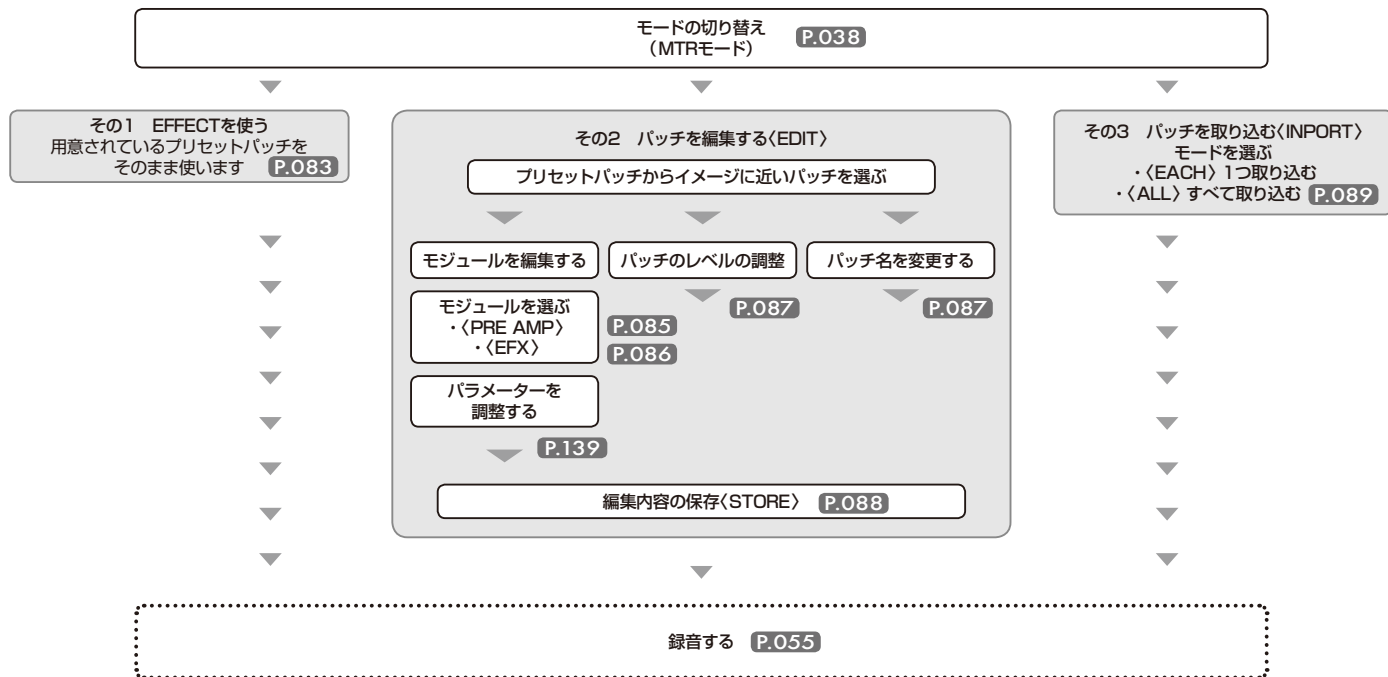 モードの切り替え
（MTRモード）
P.038
その1　EFFECTを使う
用意されているプリセットパッチを
そのまま使います P.083
その2　パッチを編集する〈EDIT〉
プリセットパッチからイメージに近いパッチを選ぶ
モジュールを編集する
モジュールを選ぶ
・〈PRE AMP〉
・〈EFX〉
P.085
P.086
パラメーターを
調整する
P.139
パッチのレベルの調整
P.087
パッチ名を変更する
P.087
編集内容の保存〈STORE〉 P.088
その3　パッチを取り込む〈INPORT〉
モードを選ぶ
・〈EACH〉1つ取り込む
・〈ALL〉すべて取り込む P.089
録音する P.055